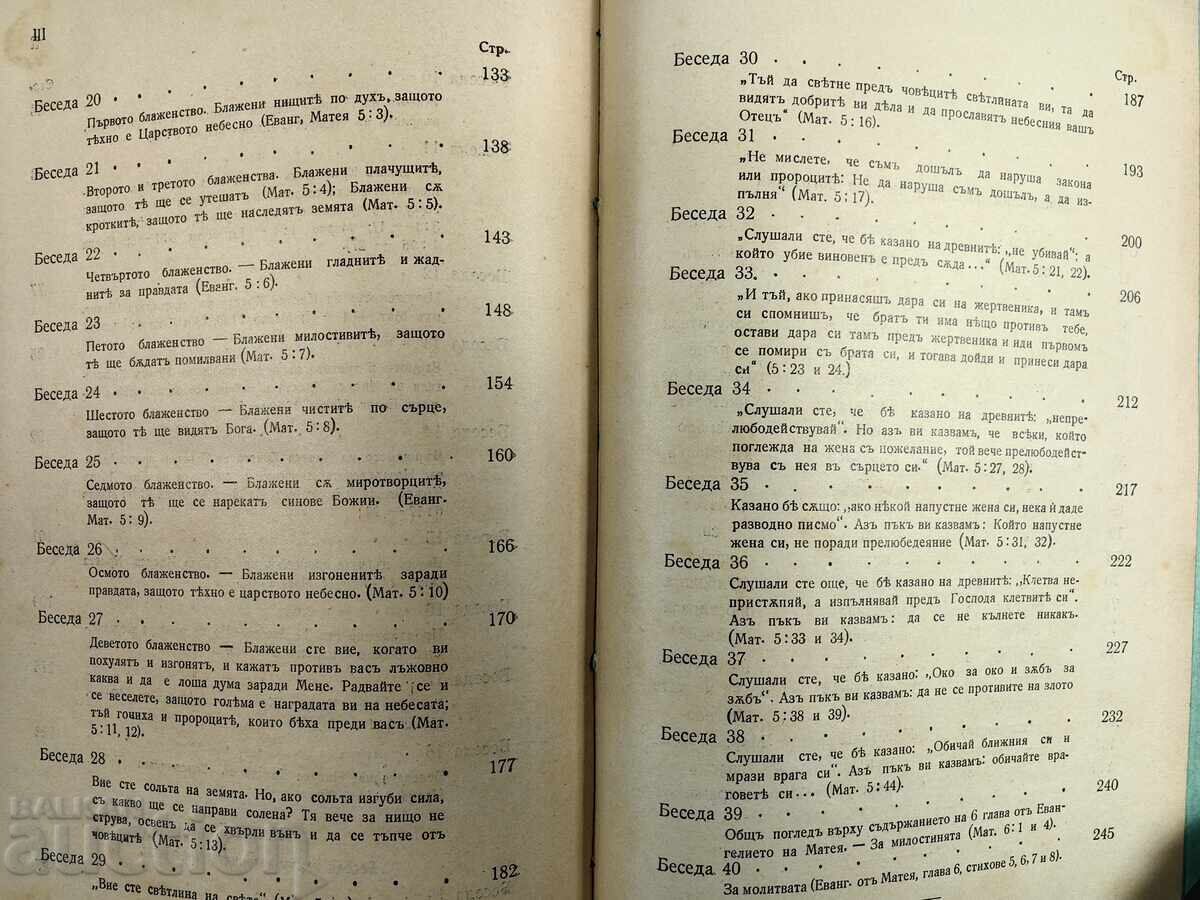 III
Стр.
Беседа 20 . . . . . . . . 133
Първото блаженство. Блажени нищитѣ по духъ, защото
тѣхно е Царството небесно (Еванг, Матея 5 : 3).
Беседа 21 . . . . . . . . 138
Второто и третото блаженства. Блажени плачущитѣ,
защото тѣ ще се утешатъ (Мат. 5 : 4); Блажени сѫ
кроткитѣ, защото тѣ ще наследятъ земята (Мат. 5 : 5).
Беседа 22 . . . . . . . . 143
Четвъртото блаженство. — Блажени гладнитѣ и жад-
нитѣ за правдата (Еванг. 5 : 6).
Беседа 23 . . . . . . . . 148
Петото блаженство — Блажени милостивитѣ, защото
тѣ ще бѫдатъ помилвани (Мат. 5 : 7).
Беседа 24 . . . . . . . . 154
Шестото блаженство — Блажени чиститѣ по сърце,
защото тѣ ще видятъ Бога. (Мат. 5 : 8).
Беседа 25 . . . . . . . . 160
Седмото блаженство. — Блажени сѫ миротворцитѣ,
защото тѣ ще се нарекатъ синове Божии. (Еванг.
Мат. 5 : 9).
Беседа 26 . . . . . . . . 166
Осмото блаженство. — Блажени изгоненитѣ заради
правдата, защото тѣхно е царството небесно. (Мат. 5 : 10)
Беседа 27 . . . . . . . . 170
Деветото блаженство — Блажени сте вие, когато ви
похулятъ и изгонятъ, и кажатъ противъ васъ лъжовно
каква и да е лоша дума заради Мене. Радвайте се и
се веселете, защото голѣма е наградата ви на небесата;
тъй гониха и пророцитѣ, които бѣха преди васъ (Мат.
5 : 11, 12).
Беседа 28 . . . . . . . . 177
Вие сте сольта на земята. Но, ако сольта изгуби сила,
съ какво ще се направи солена? Тя вече за нищо не
струва, освенъ да се хвърли вънъ и да се тъпче отъ
човѣцитѣ (Мат. 5 : 13).
Беседа 29 . . . . . . . . 182
„Вие сте свѣтлина на свѣта“ (Мат.
Беседа 30 . . . . . . . .
Стр.
187
„Тъй да свѣтне предъ човѣцитѣ свѣтлината ви, та да
видятъ добритѣ ви дѣла и да прославятъ небесния вашъ
Отецъ“ (Мат. 5 : 16).
Беседа 31 . . . . . . . . 193
„Не мислете, че съмъ дошълъ да наруша закона
или пророцитѣ: Не да наруша съмъ дошълъ, а да из-
пълня“ (Мат. 5 : 17).
Беседа 32 . . . . . . . . 200
„Слушали сте, че бѣ казано на древнитѣ: „не убивай“: а
който убие виновенъ е предъ сѫда...“ (Мат. 5 : 21, 22).
Беседа 33. . . . . . . . . 206
„И тъй, ако принасяшъ дара си на жертвеника, и тамъ
си спомнишъ, че братъ ти има нѣщо противъ тебе,
остави дара си тамъ предъ жертвеника и иди първомъ
се помири съ брата си, и тогава дойди и принеси дара
си“ (5 : 23 и 24.)
Беседа 34 . . . . . . . . 212
„Слушали сте, че бѣ казано на древнитѣ: „непре-
любодействувай“. Но азъ ви казвамъ, че всѣки, който
поглежда на жена съ пожелание, той вече прелюбодейст-
вува съ нея въ сърцето си.“ (Мат. 5 : 27, 28).
Беседа 35 . . . . . . . . 217
Казано бѣ сѫщо: „ако нѣкой напустне жена си, нека ѝ даде
разводно писмо“. Азъ пъкъ ви казвамъ: Който напустне
жена си, не поради прелюбедеяние (Мат. 5 : 31, 32).
Беседа 36 . . . . . . . . 222
Слушали сте още, че бѣ казано на древнитѣ: „Клетва не-
пристѫпяй, а изпълнявай предъ Господа клетвитѣ си“.
Азъ пъкъ ви казвамъ: да се не кълнете никакъ.
(Мат. 5 : 33 и 34).
Беседа 37 . . . . . . . . 227
Слушали сте, че бѣ казано: „Око за око и зѫбъ за
зѫбъ“. Азъ пъкъ ви казвамъ: да не се противите на злото
(Мат. 5 : 38 и 39).
Беседа 38 . . . . . . . . 232
Слушали сте, че бѣ казано: „Обичай ближния си и
мрази врага си“. Азъ пъкъ ви казвамъ: обичайте вра-
говетѣ си... (Мат. 5 : 44).
Беседа 39 . . . . . . . . 240
Общъ погледъ върху съдържанието на 6 глава отъ Еван-
гелието на Матея. — За милостинята (Мат. 6 : 1 и 4).
Беседа 40 . . . . . . . . 245
За молитвата (Еванг. отъ Матея, глава 6, стихове 5, 6, 7 и 8).